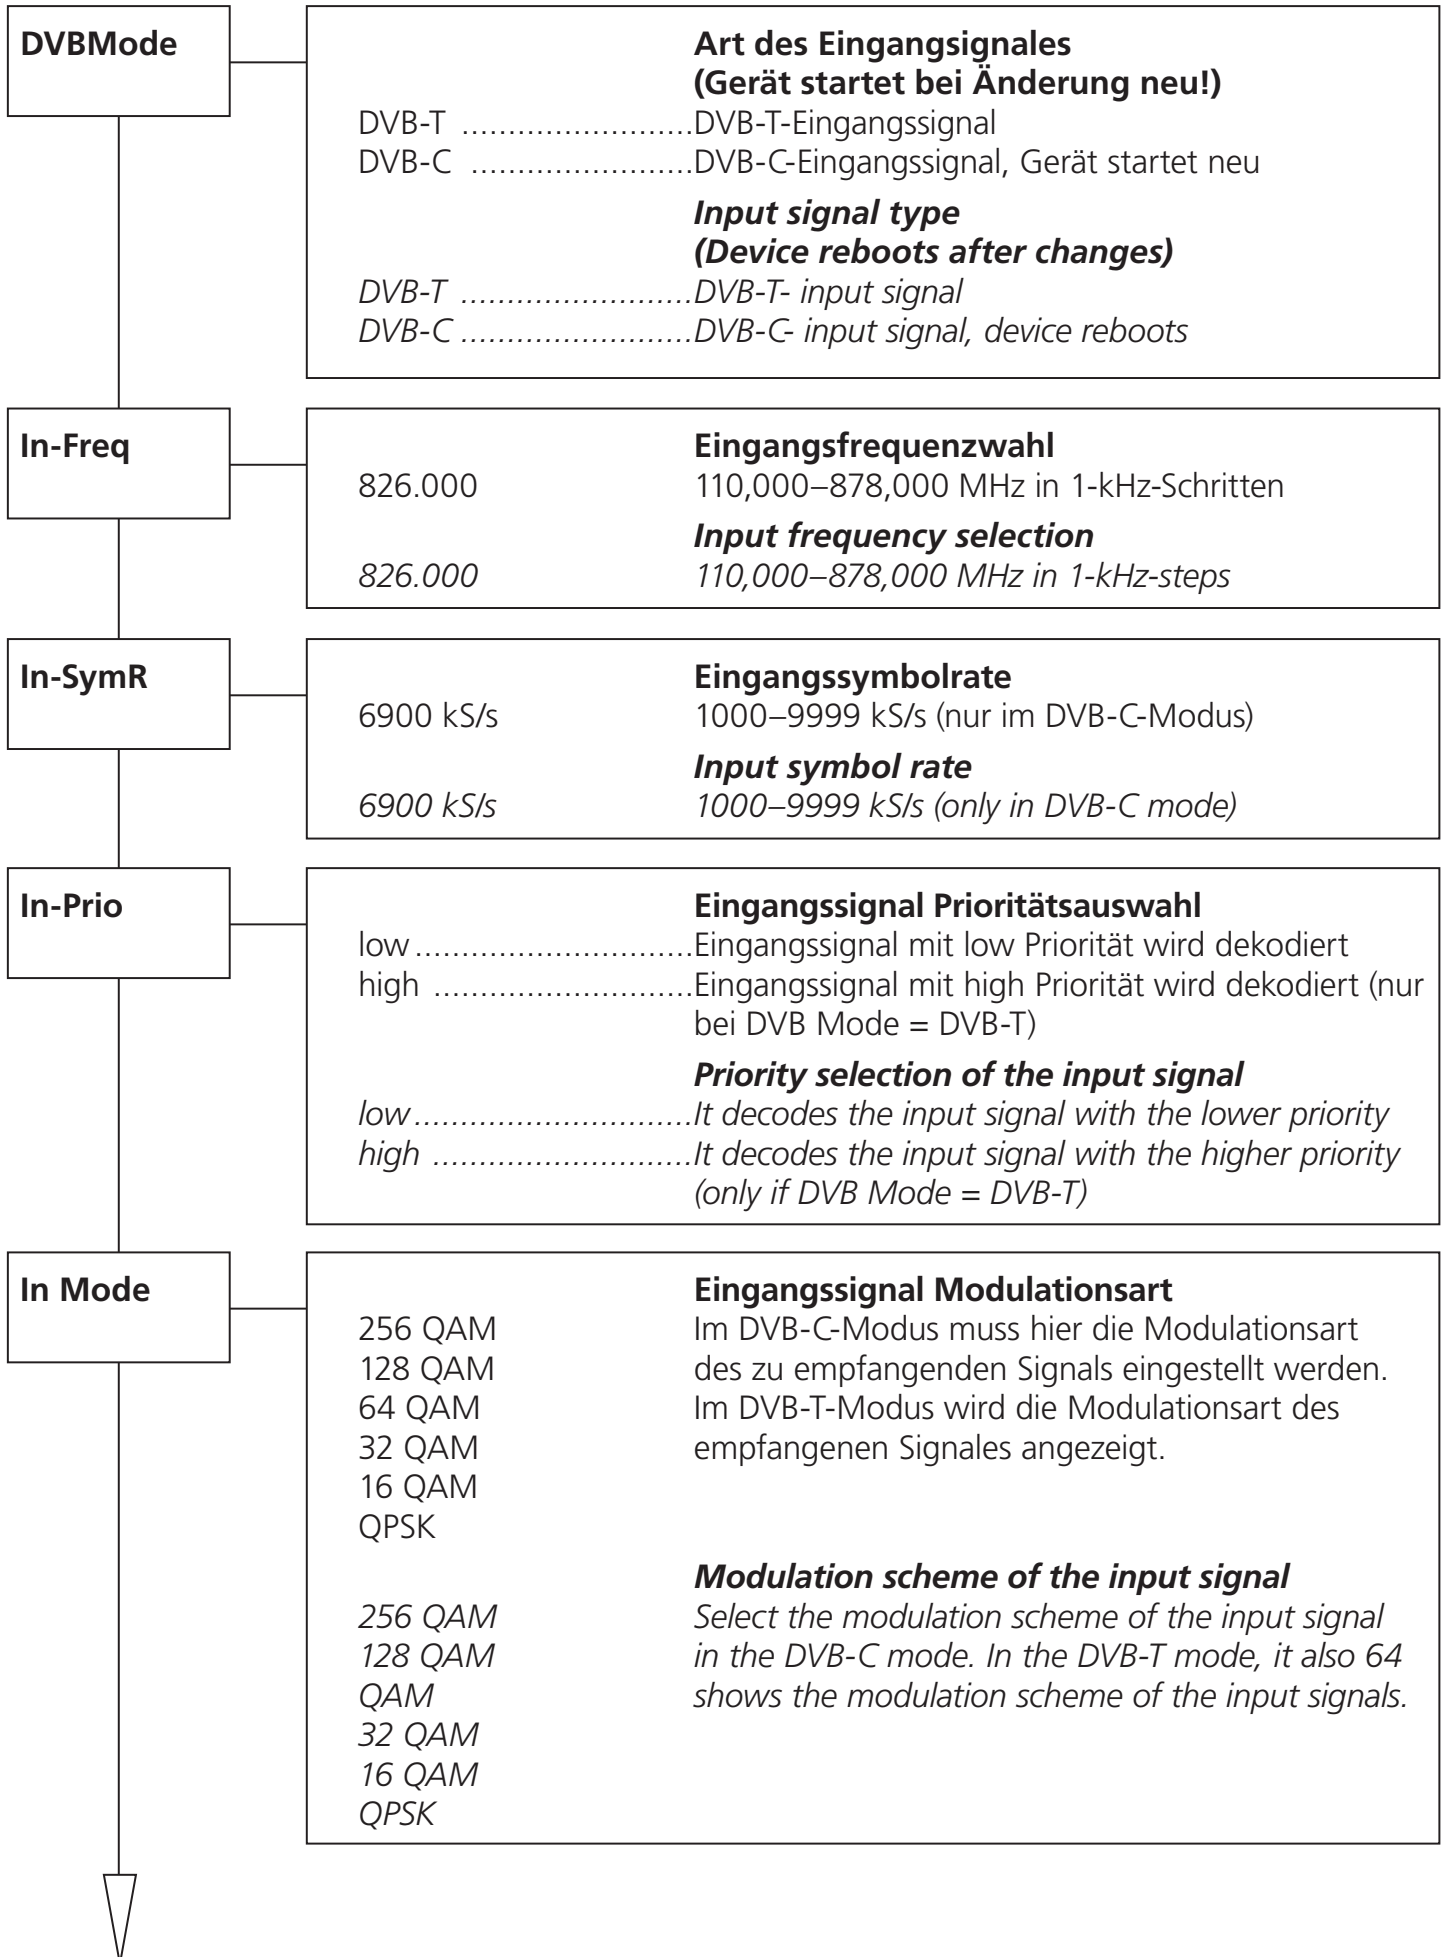 DVBMode
Art des Eingangsignales
(Gerät startet bei Änderung neu!)
DVB-T .........................DVB-T-Eingangssignal
DVB-C ........................DVB-C-Eingangssignal, Gerät startet neu
Input signal type
(Device reboots after changes)
DVB-T .........................DVB-T- input signal
DVB-C .........................DVB-C- input signal, device reboots
In-Freq
Eingangsfrequenzwahl
826.000 110,000–878,000 MHz in 1-kHz-Schritten
Input frequency selection
826.000 110,000–878,000 MHz in 1-kHz-steps
In-SymR
Eingangssymbolrate
6900 kS/s 1000–9999 kS/s (nur im DVB-C-Modus)
Input symbol rate
6900 kS/s 1000–9999 kS/s (only in DVB-C mode)
In-Prio
Eingangssignal Prioritätsauswahl
low ..............................Eingangssignal mit low Priorität wird dekodiert
high ............................Eingangssignal mit high Priorität wird dekodiert (nur
bei DVB Mode = DVB-T)
Priority selection of the input signal
low ..............................It decodes the input signal with the lower priority
high ............................It decodes the input signal with the higher priority
(only if DVB Mode = DVB-T)
In Mode
Eingangssignal Modulationsart
256 QAM Im DVB-C-Modus muss hier die Modulationsart
128 QAM des zu empfangenden Signals eingestellt werden.
64 QAM Im DVB-T-Modus wird die Modulationsart des
32 QAM empfangenen Signales angezeigt.
16 QAM
QPSK
Modulation scheme of the input signal
256 QAM Select the modulation scheme of the input signal
128 QAM in the DVB-C mode. In the DVB-T mode, it also 64
QAM shows the modulation scheme of the input signals.
32 QAM
16 QAM
QPSK